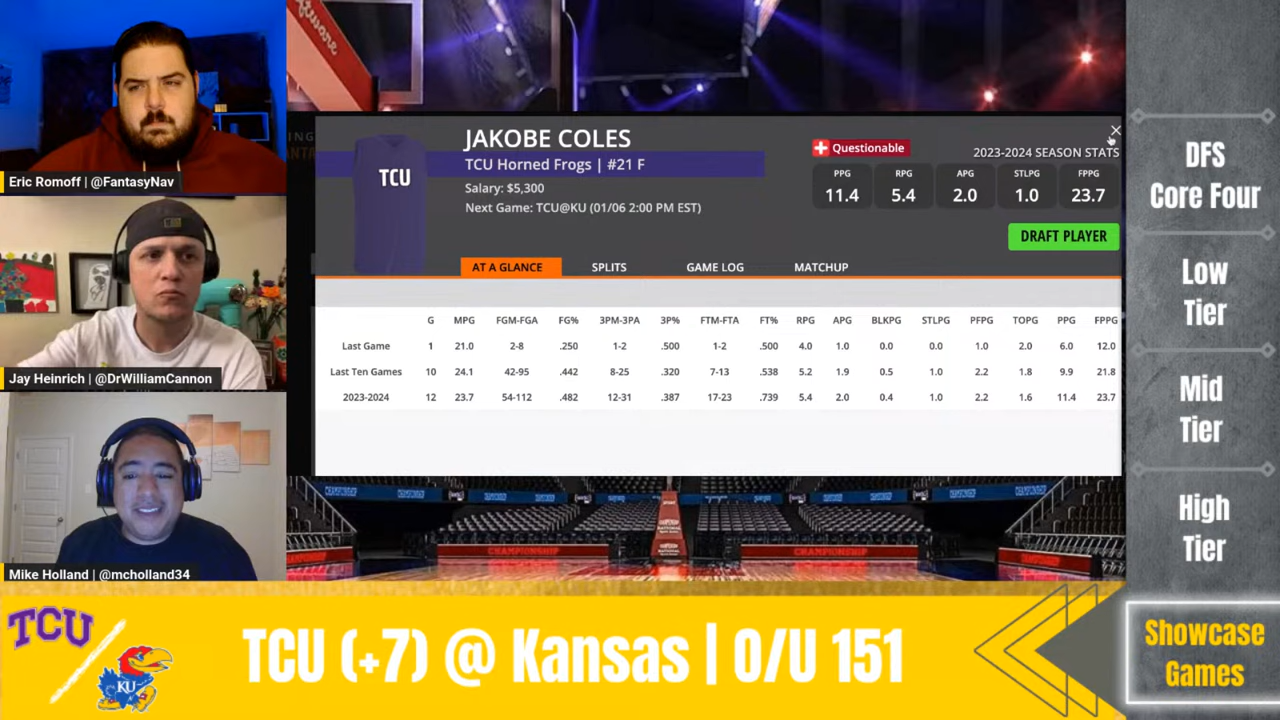 Eric Romoff | @FantasyNav
Jay Heinrich | @DrWilliamCannon
Mike Holland | @mcholland34
JAKOBE COLES
TCU Horned Frogs | #21 F
Salary: $5,300
Next Game: TCU@KU (01/06 2:00 PM EST)
TCU
Questionable
2023-2024 SEASON STATS
PPG RPG APG STLPG FPPG
11.4 5.4 2.0 1.0 23.7
DRAFT PLAYER
AT A GLANCE SPLITS GAME LOG MATCHUP
G MPG FGM-FGA FG% 3PM-3PA 3P% FTM-FTA FT% RPG APG BLKPG STLPG PFPG TOPG PPG FPPG
Last Game 1 21.0 2-8 .250 1-2 .500 1-2 .500 4.0 1.0 0.0 0.0 1.0 2.0 6.0 12.0
Last Ten Games 10 24.1 42-95 .442 8-25 .320 7-13 .538 5.2 1.9 0.5 1.0 2.2 1.8 9.9 21.8
2023-2024 12 23.7 54-112 .482 12-31 .387 17-23 .739 5.4 2.0 0.4 1.0 2.2 1.6 11.4 23.7
CHAMPIONSHIP
CHAMPIONSHIP
DFS
Core Four
Low
Tier
Mid
Tier
High
Tier
Showcase
Games
TCU
KU
TCU (+7) @ Kansas | O/U 151